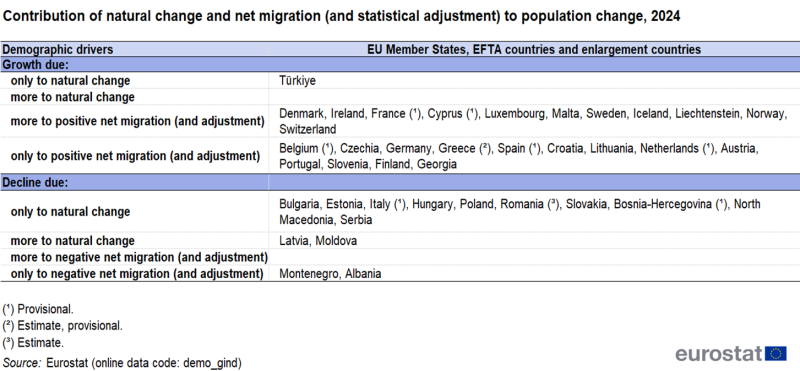 Contribution of natural change and net migration (and statistical adjustment) to population change, 2024
Demographic drivers EU Member States, EFTA countries and enlargement countries
Growth due:
only to natural change Türkiye
more to natural change
more to positive net migration (and adjustment) Denmark, Ireland, France (¹), Cyprus (¹), Luxembourg, Malta, Sweden, Iceland, Liechtenstein, Norway,
Switzerland
only to positive net migration (and adjustment) Belgium (¹), Czechia, Germany, Greece (²), Spain (¹), Croatia, Lithuania, Netherlands (¹), Austria,
Portugal, Slovenia, Finland, Georgia
Decline due:
only to natural change Bulgaria, Estonia, Italy (¹), Hungary, Poland, Romania (³), Slovakia, Bosnia-Hercegovina (¹), North
Macedonia, Serbia
more to natural change Latvia, Moldova
more to negative net migration (and adjustment)
only to negative net migration (and adjustment) Montenegro, Albania
(¹) Provisional.
(²) Estimate, provisional.
(³) Estimate.
Source: Eurostat (online data code: demo_gind)
eurostat